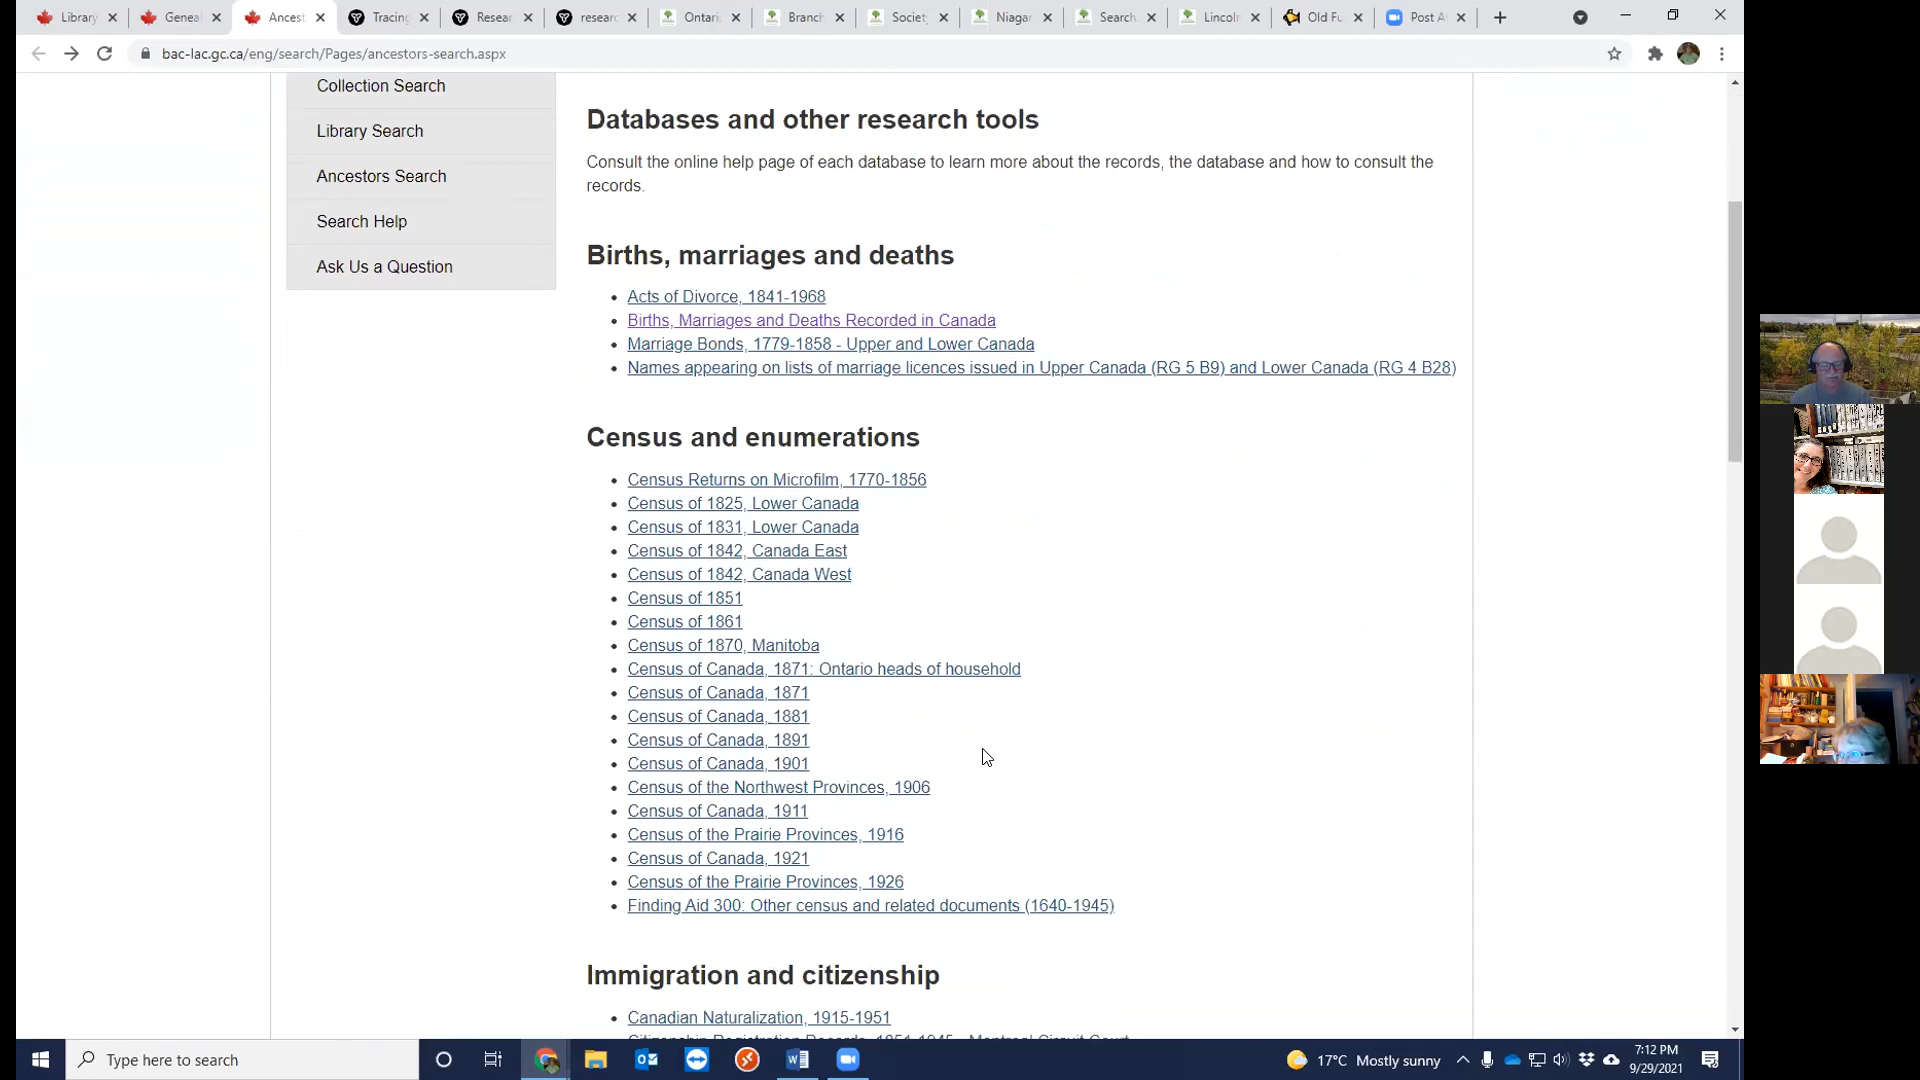 Library
Geneal
Ancest
Tracing
Resear
researc
Ontario
Branch
Society
Niagar
Search
Lincoln
Old Fu
Post A
bac-lac.gc.ca/eng/search/Pages/ancestors-search.aspx
Collection Search
Library Search
Ancestors Search
Search Help
Ask Us a Question
Databases and other research tools
Consult the online help page of each database to learn more about the records, the database and how to consult the
records.
Births, marriages and deaths
Acts of Divorce, 1841-1968
Births, Marriages and Deaths Recorded in Canada
Marriage Bonds, 1779-1858 - Upper and Lower Canada
Names appearing on lists of marriage licences issued in Upper Canada (RG 5 B9) and Lower Canada (RG 4 B28)
Census and enumerations
Census Returns on Microfilm, 1770-1856
Census of 1825, Lower Canada
Census of 1831, Lower Canada
Census of 1842, Canada East
Census of 1842, Canada West
Census of 1851
Census of 1861
Census of 1870, Manitoba
Census of Canada, 1871: Ontario heads of household
Census of Canada, 1871
Census of Canada, 1881
Census of Canada, 1891
Census of Canada, 1901
Census of the Northwest Provinces, 1906
Census of Canada, 1911
Census of the Prairie Provinces, 1916
Census of Canada, 1921
Census of the Prairie Provinces, 1926
Finding Aid 300: Other census and related documents (1640-1945)
Immigration and citizenship
Canadian Naturalization, 1915-1951
Citizenship Registration Records, 1851-1945 - Montreal Circuit Court
Type here to search
17°C Mostly sunny
7:12 PM
9/29/2021